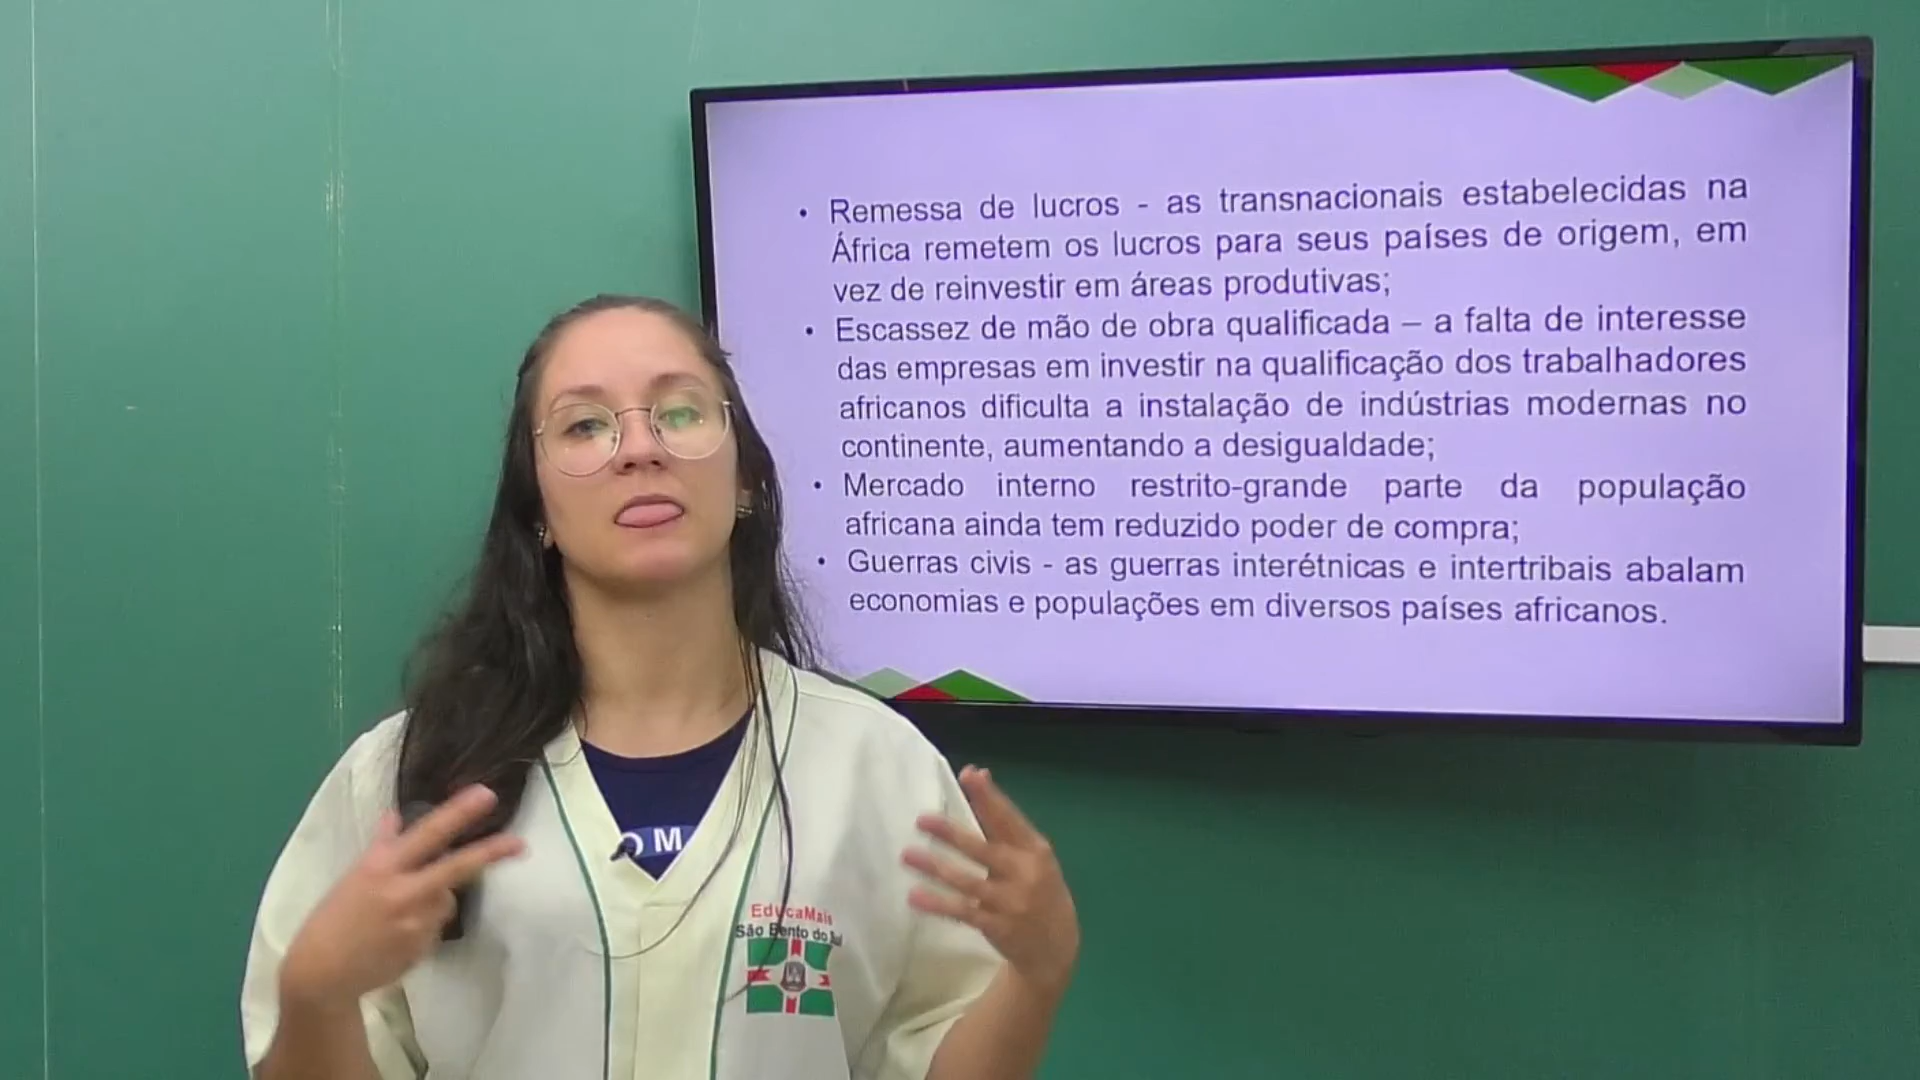 • Remessa de lucros - as transnacionais estabelecidas na
África remetem os lucros para seus países de origem, em
vez de reinvestir em áreas produtivas;
• Escassez de mão de obra qualificada – a falta de interesse
das empresas em investir na qualificação dos trabalhadores
africanos dificulta a instalação de indústrias modernas no
continente, aumentando a desigualdade;
• Mercado interno restrito-grande parte da população
africana ainda tem reduzido poder de compra;
• Guerras civis - as guerras interétnicas e intertribais abalam
economias e populações em diversos países africanos.
OM
EducaMais
São Bento do Sul